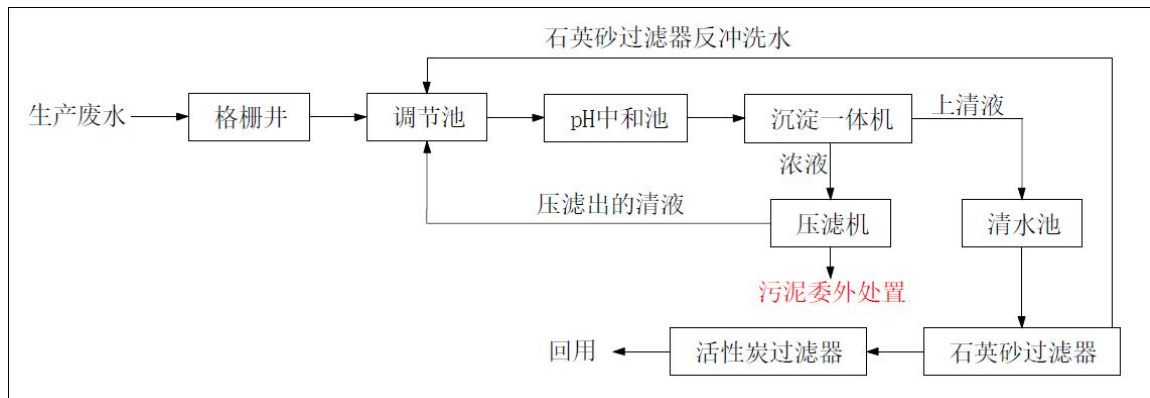 石英砂过滤器反冲洗水
生产废水
格栅井
调节池
pH中和池
沉淀一体机
上清液
浓液
压滤出的清液
压滤机
清水池
污泥委外处置
回用
活性炭过滤器
石英砂过滤器